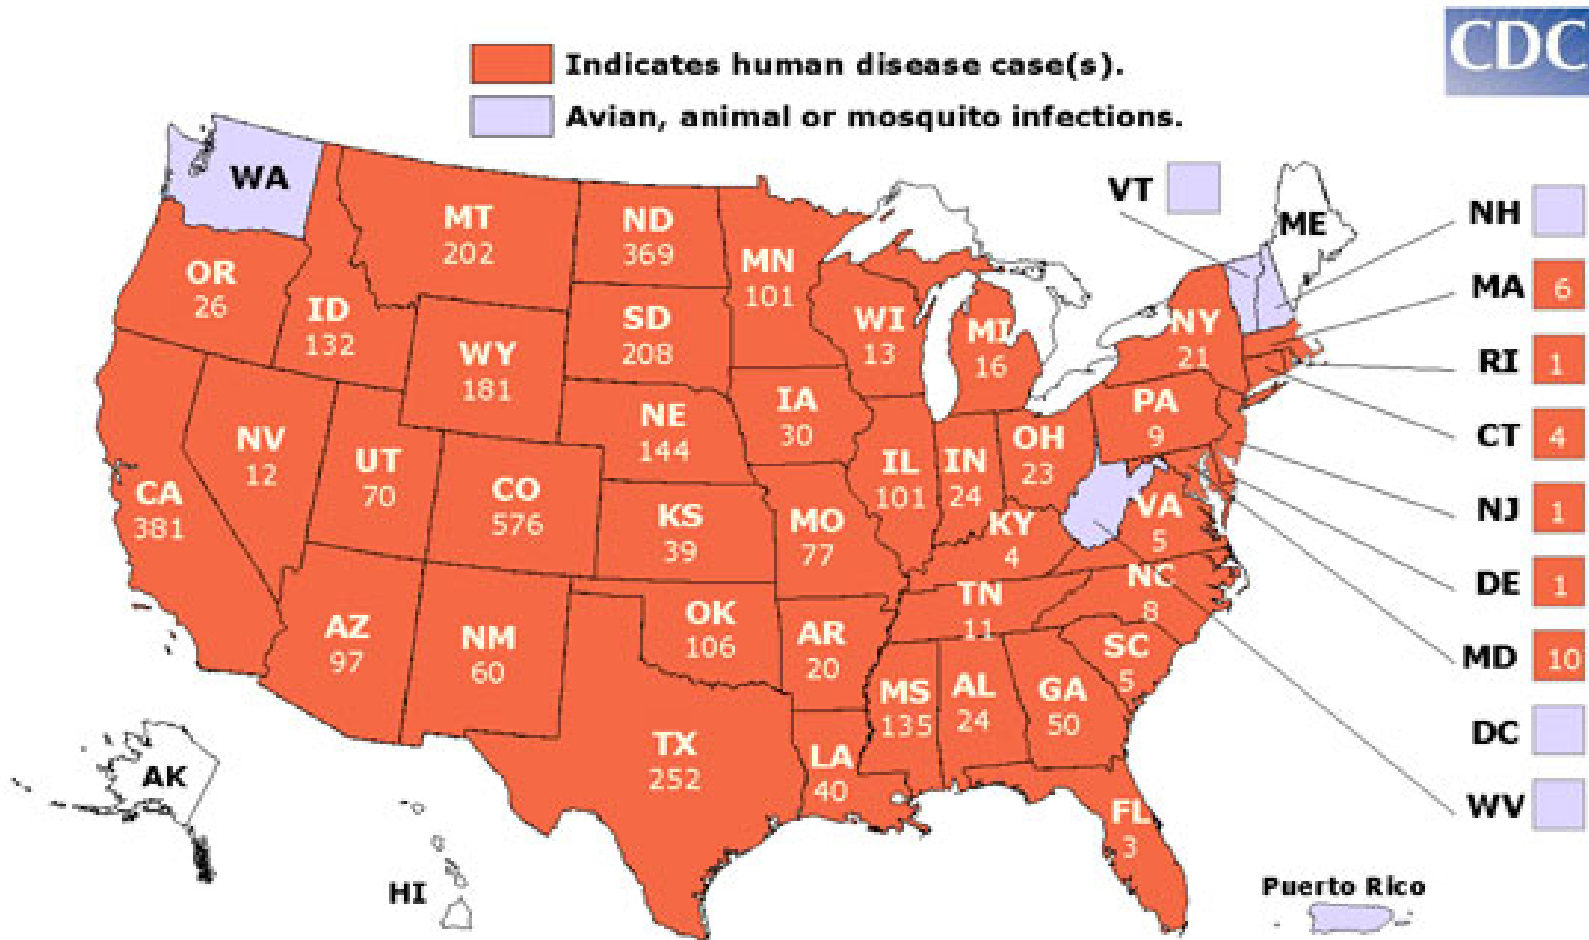 CDC
Indicates human disease case(s).
Avian, animal or mosquito infections.
WA
VT
ME
NH
MT
202
ND
369
MN
101
OR
26
ID
132
SD
208
WI
13
MI
16
NY
21
MA 6
WY
181
RI 1
NE
144
IA
30
PA
9
CT 4
NV
12
UT
70
CO
576
IL
101
IN
24
OH
23
CA
381
KS
39
MO
77
KY
4
VA
5
NJ 1
NC
8
DE 1
AZ
97
NM
60
OK
106
AR
20
TN
11
SC
5
MD 10
MS
135
AL
24
GA
50
DC
TX
252
LA
40
AK
FL
3
WV
HI
Puerto Rico